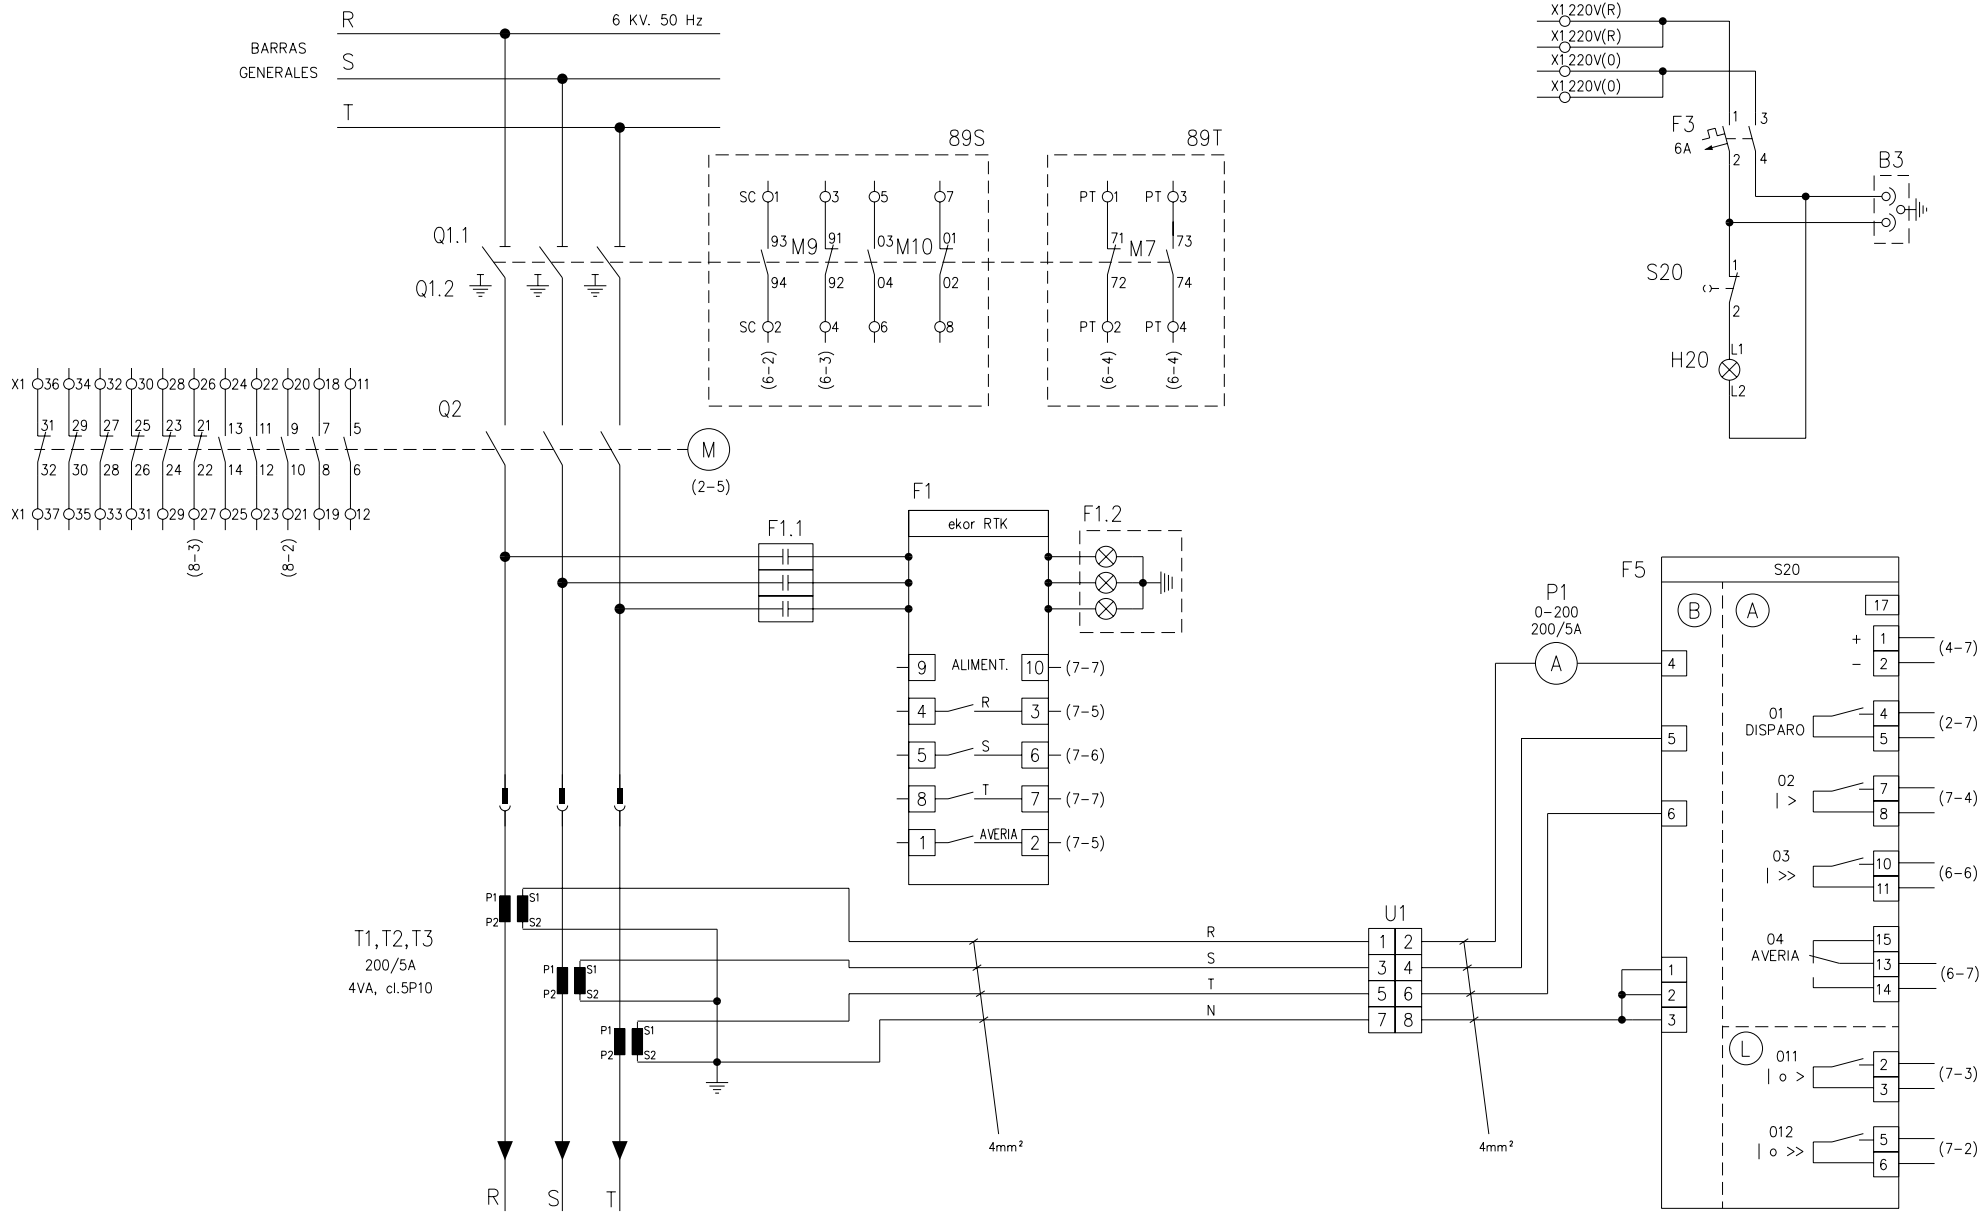 R
6 KV. 50 Hz
BARRAS
GENERALES
S
T
X1 220V(R)
X1 220V(R)
X1 220V(0)
X1 220V(0)
F3
6A
1 3
2 4
B3
S20
1
2
H20
L1
L2
89S
SC 1 3 5 7
93 M9 91 03 M10 01
94 92 04 02
SC 2 4 6 8
(6-2) (6-3)
89T
PT 1 PT 3
71 M7 73
72 74
PT 2 PT 4
(6-4) (6-4)
Q1.1
Q1.2
X1 36 34 32 30 28 26 24 22 20 18 11
31 29 27 25 23 21 13 11 9 7 5
32 30 28 26 24 22 14 12 10 8 6
X1 37 35 33 31 29 27 25 23 21 19 12
(8-3) (8-2)
Q2
M
(2-5)
F1.1
F1
ekor RTK
F1.2
9 ALIMENT. 10 (7-7)
4 R 3 (7-5)
5 S 6 (7-6)
8 T 7 (7-7)
1 AVERIA 2 (7-5)
T1,T2,T3
200/5A
4VA, cl.5P10
P1 S1
P2 S2
P1 S1
P2 S2
P1 S1
P2 S2
R
S
T
N
4mm²
U1
1 2
3 4
5 6
7 8
4mm²
P1
0-200
200/5A
A
F5
S20
B A
17
+ 1
- 2
(4-7)
4
5
6
1
2
3
01
DISPARO
4
5
(2-7)
02
| >
7
8
(7-4)
03
| >>
10
11
(6-6)
04
AVERIA
15
13
14
(6-7)
L
011
| o >
2
3
(7-3)
012
| o >>
5
6
(7-2)
R S T